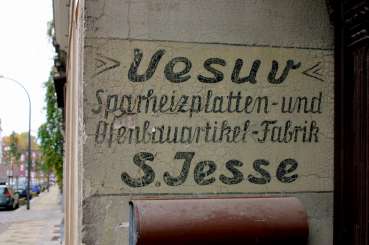 »Vesuv«
Sparheizplatten-und
Ofenbauartikel-Fabrik
S. Jesse